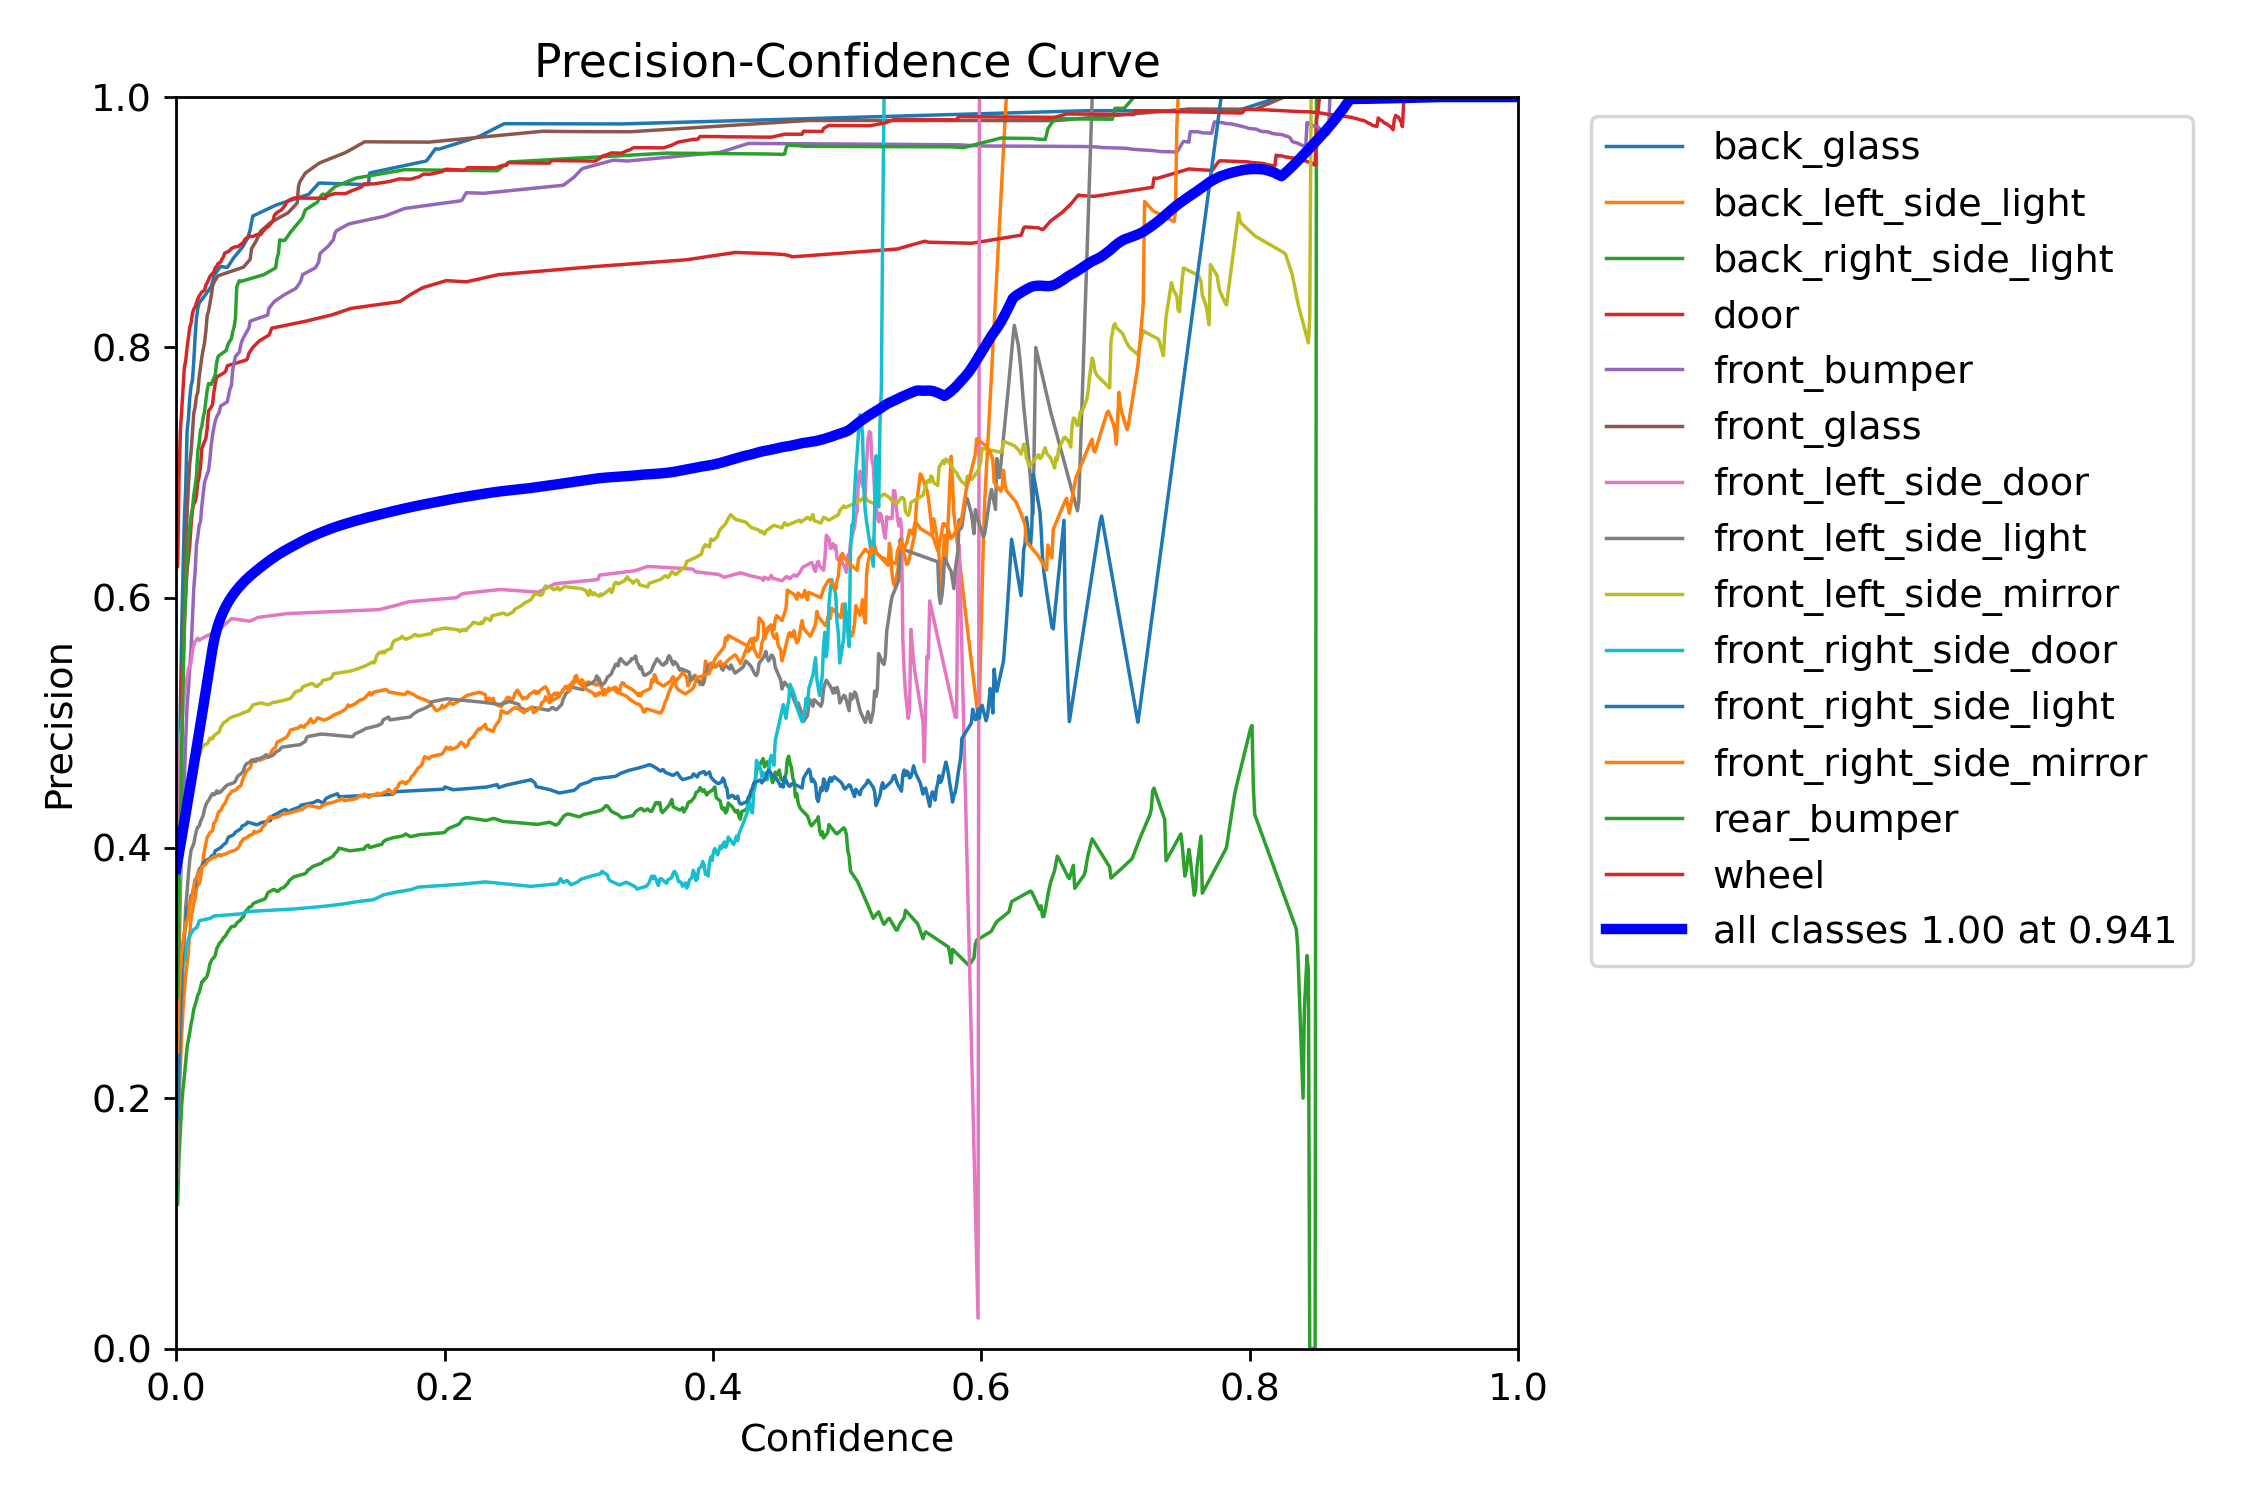 Precision-Confidence Curve
1.0
0.8
0.6
0.4
0.2
0.0
Precision
0.0 0.2 0.4 0.6 0.8 1.0
Confidence
back_glass
back_left_side_light
back_right_side_light
door
front_bumper
front_glass
front_left_side_door
front_left_side_light
front_left_side_mirror
front_right_side_door
front_right_side_light
front_right_side_mirror
rear_bumper
wheel
all classes 1.00 at 0.941